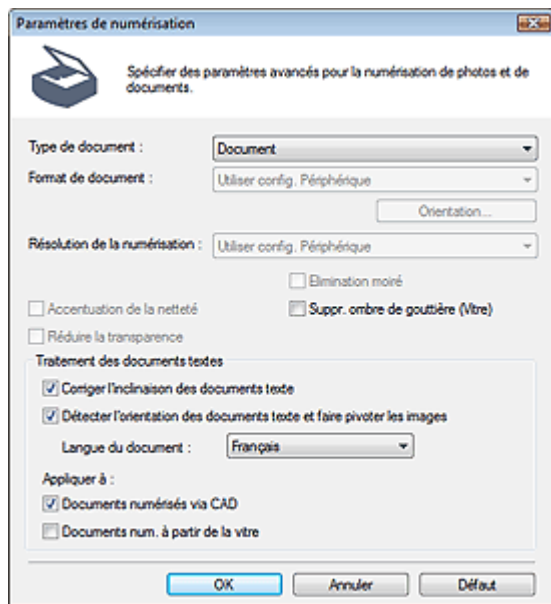 Paramètres de numérisation
Spécifier des paramètres avancés pour la numérisation de photos et de
documents.
Type de document :
Document
Format de document :
Utiliser config. Périphérique
Orientation...
Résolution de la numérisation :
Utiliser config. Périphérique
Elimination moiré
Accentuation de la netteté
Suppr. ombre de gouttière (Vitre)
Réduire la transparence
Traitement des documents textes
Corriger l'inclinaison des documents texte
Détecter l'orientation des documents texte et faire pivoter les images
Langue du document :
Français
Appliquer à :
Documents numérisés via CAD
Documents num. à partir de la vitre
OK
Annuler
Défaut